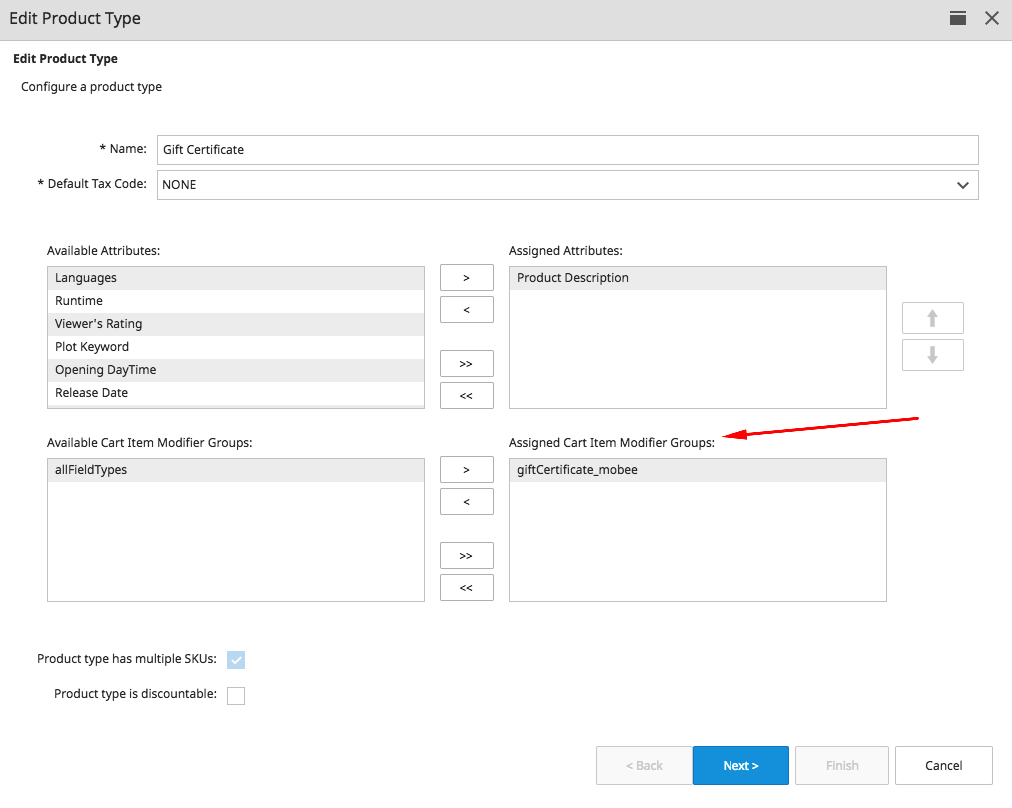 Edit Product Type
Edit Product Type
Configure a product type
* Name: Gift Certificate
* Default Tax Code: NONE
Available Attributes:
Languages
Runtime
Viewer's Rating
Plot Keyword
Opening DayTime
Release Date
>
<
>>
<<
Assigned Attributes:
Product Description
Available Cart Item Modifier Groups:
allFieldTypes
>
<
>>
<<
Assigned Cart Item Modifier Groups:
giftCertificate_mobee
Product type has multiple SKUs:
Product type is discountable:
< Back Next > Finish Cancel